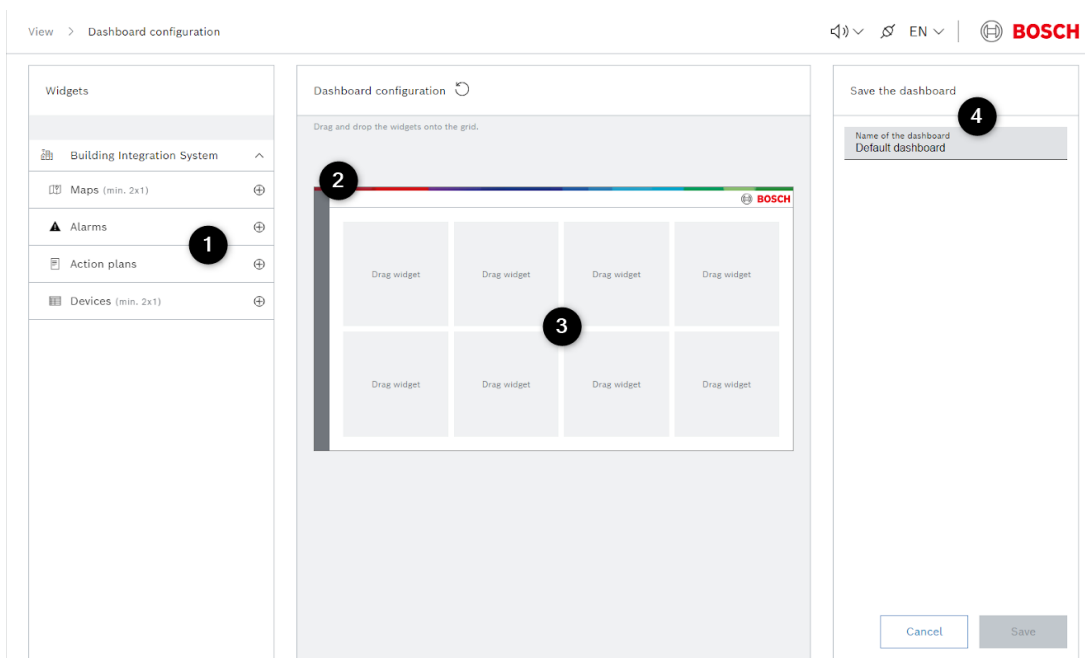 View > Dashboard configuration
EN
BOSCH
Widgets
Building Integration System
Maps (min. 2x1)
Alarms
Action plans
Devices (min. 2x1)
1
Dashboard configuration
Drag and drop the widgets onto the grid.
2
BOSCH
Drag widget Drag widget Drag widget Drag widget
3
Drag widget Drag widget Drag widget Drag widget
Save the dashboard
4
Name of the dashboard
Default dashboard
Cancel Save